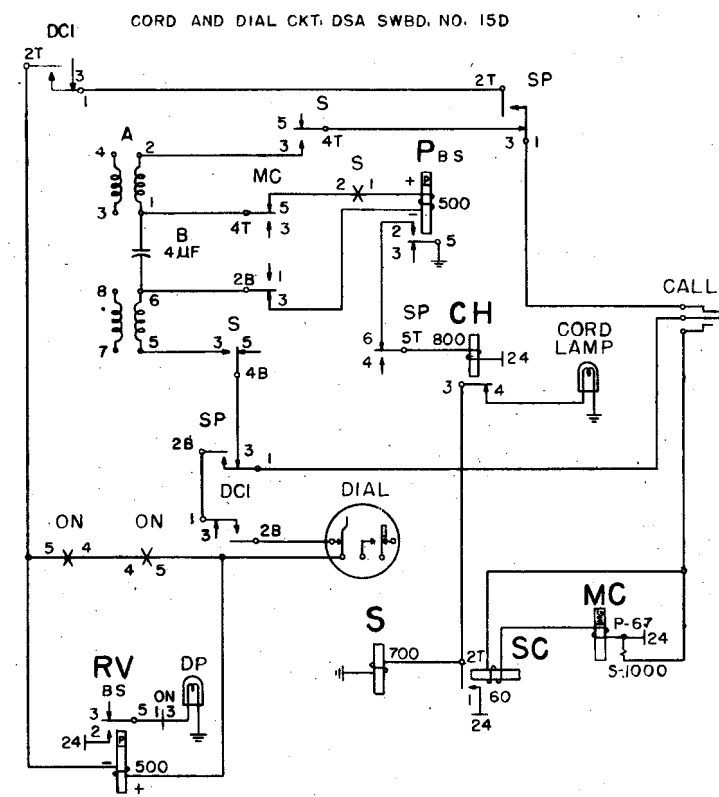 CORD AND DIAL CKT, DSA SWBD, NO. 15D
DC1
2T 3 1
2T SP
3 1
S
5 4T 3
A
4 2
3 1
MC
S
2 1
P BS
+
500
-
5 4T 3
B
4μF
2 5
3
8 6
2B 1 3
7 5
CALL
SP
CH
6 5T 800
4 24
CORD
LAMP
S
3 5
4B
3 4
SP
2B 3 1
DC1
1 3 2B
DIAL
ON ON
5 4 4 5
S
700
MC
P-67
24
S-1000
2T SC
60
1
24
RV
BS
DP
3 5 ON
1 3
24 2
P
- 500
+